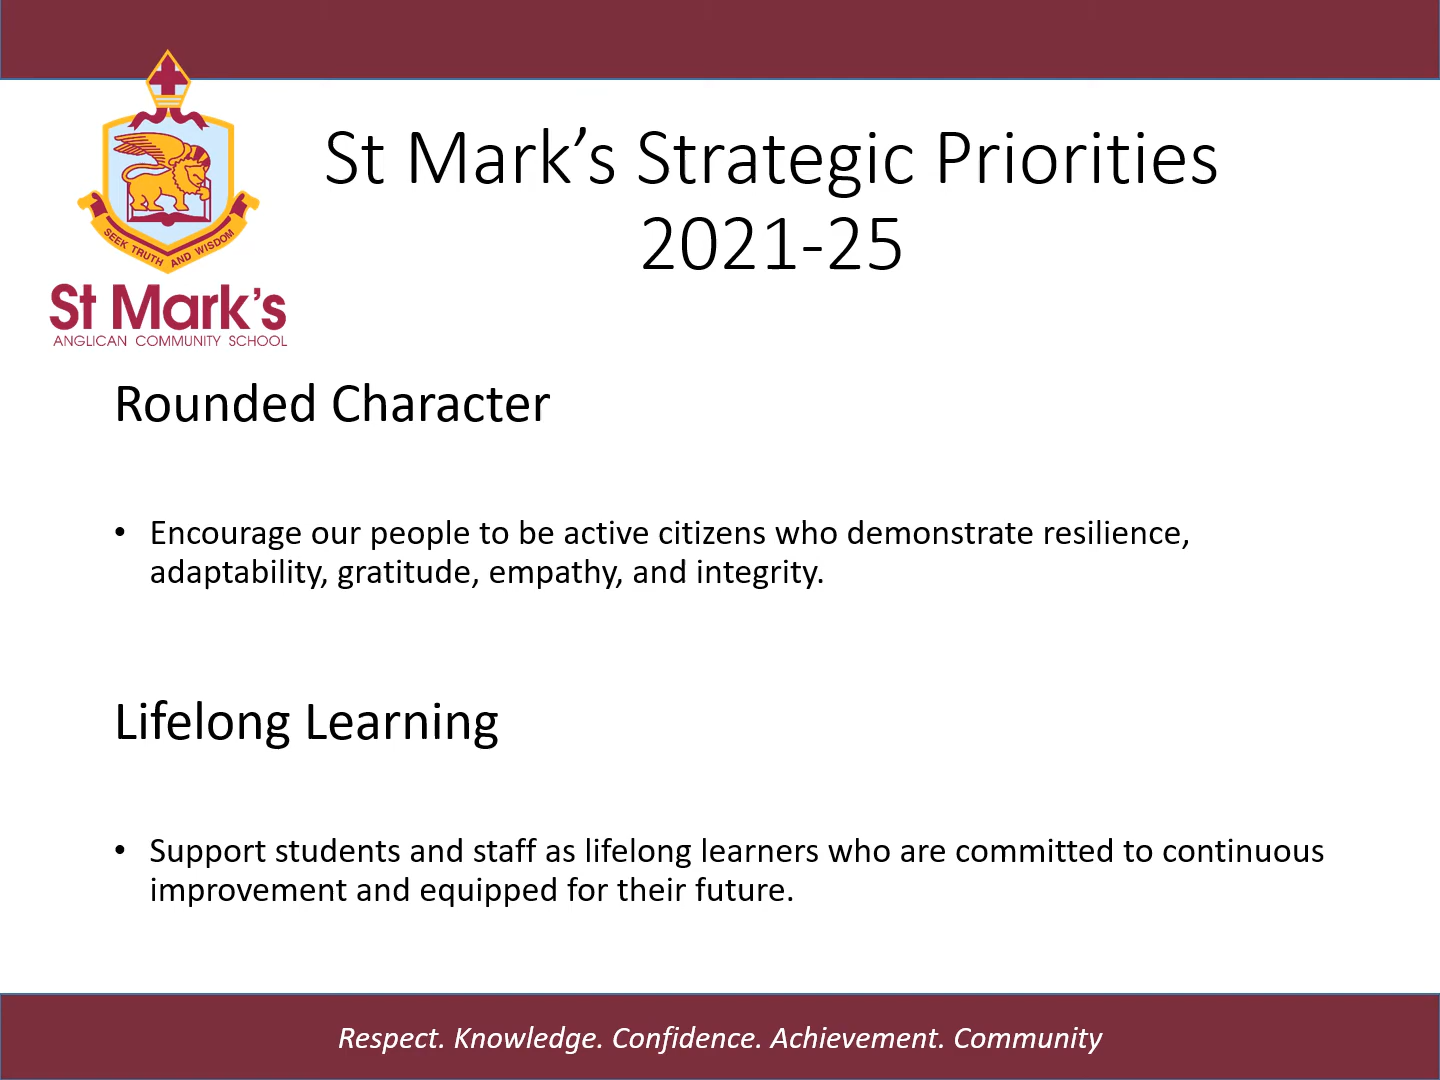 SEEK TRUTH AND WISDOM
St Mark's
ANGLICAN COMMUNITY SCHOOL
St Mark’s Strategic Priorities
2021-25
Rounded Character
• Encourage our people to be active citizens who demonstrate resilience,
adaptability, gratitude, empathy, and integrity.
Lifelong Learning
• Support students and staff as lifelong learners who are committed to continuous
improvement and equipped for their future.
Respect. Knowledge. Confidence. Achievement. Community